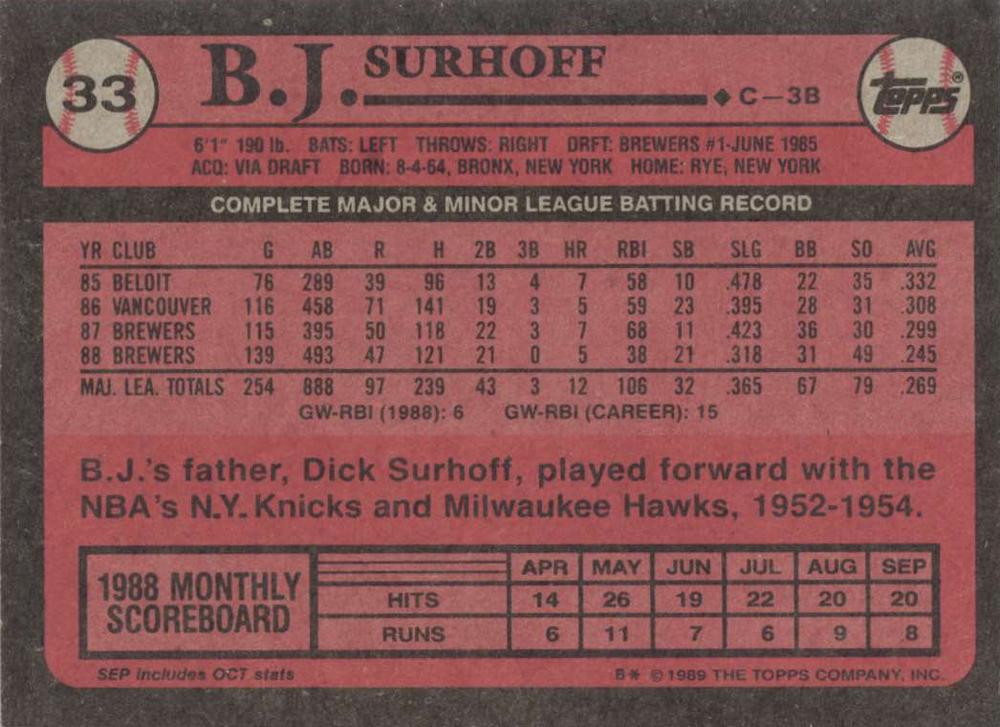 33
B.J. SURHOFF
◆ C—3B
topps®
6'1" 190 lb. BATS: LEFT THROWS: RIGHT DRFT: BREWERS #1-JUNE 1985
ACQ: VIA DRAFT BORN: 8-4-64, BRONX, NEW YORK HOME: RYE, NEW YORK
COMPLETE MAJOR & MINOR LEAGUE BATTING RECORD
YR CLUB G AB R H 2B 3B HR RBI SB SLG BB SO AVG
85 BELOIT 76 289 39 96 13 4 7 58 10 .478 22 35 .332
86 VANCOUVER 116 458 71 141 19 3 5 59 23 .395 28 31 .308
87 BREWERS 115 395 50 118 22 3 7 68 11 .423 36 30 .299
88 BREWERS 139 493 47 121 21 0 5 38 21 .318 31 49 .245
MAJ. LEA. TOTALS 254 888 97 239 43 3 12 106 32 .365 67 79 .269
GW-RBI (1988): 6 GW-RBI (CAREER): 15
B.J.'s father, Dick Surhoff, played forward with the
NBA's N.Y. Knicks and Milwaukee Hawks, 1952-1954.
1988 MONTHLY
SCOREBOARD
APR MAY JUN JUL AUG SEP
HITS 14 26 19 22 20 20
RUNS 6 11 7 6 9 8
SEP includes OCT stats
B* © 1989 THE TOPPS COMPANY, INC.